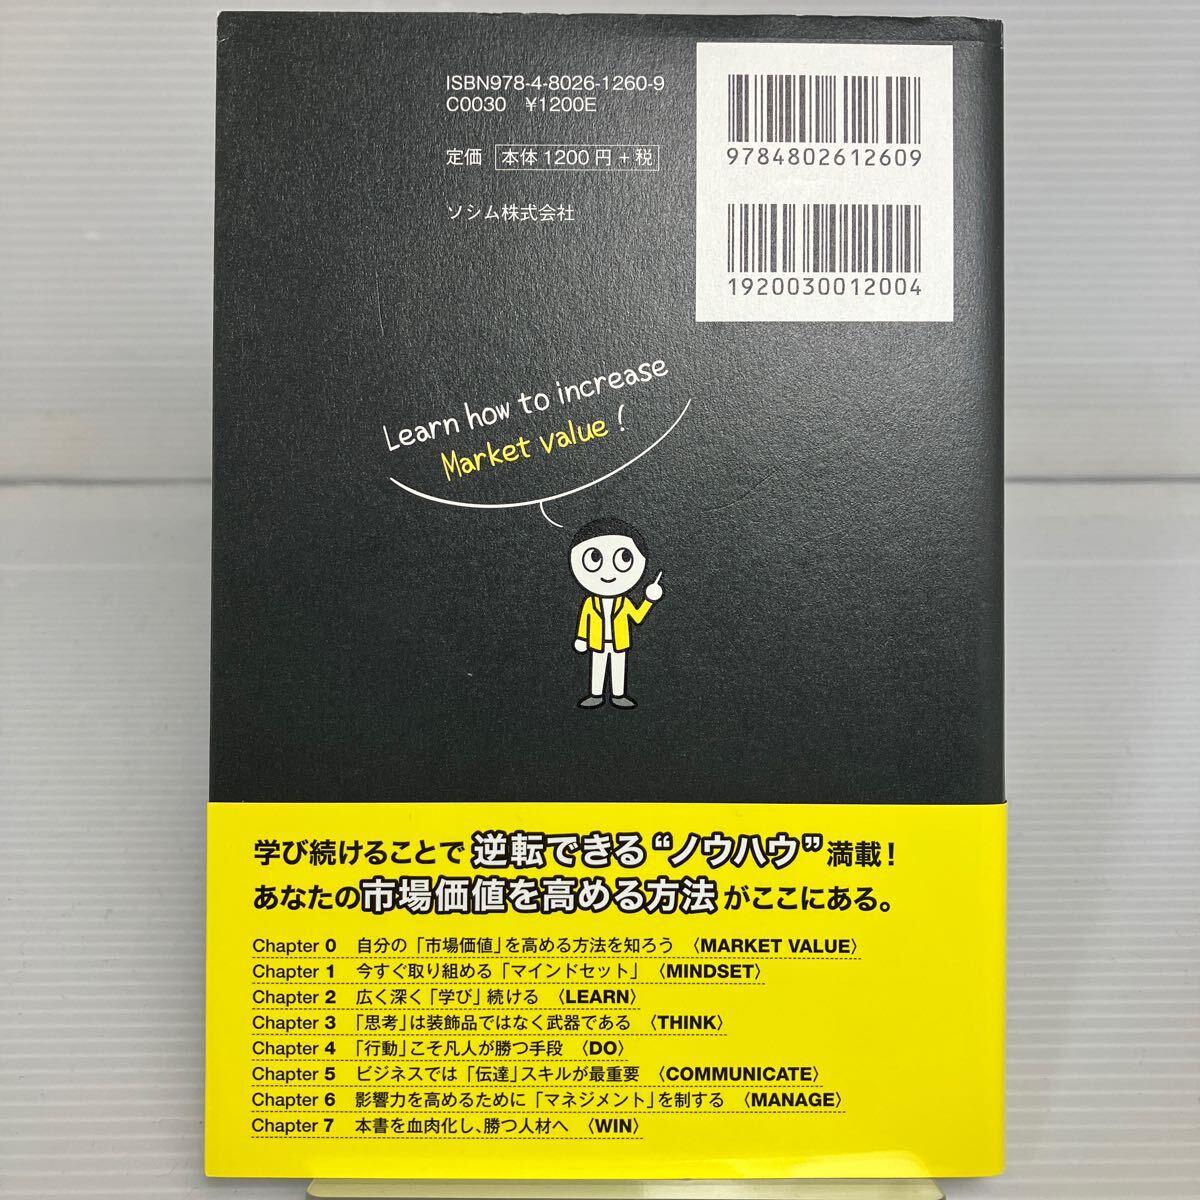 ISBN978-4-8026-1260-9
C0030 ¥1200E
定価 本体1200円+税
ソシム株式会社
9784802612609
1920030012004
Learn how to increase
Market value!
学び続けることで逆転できる“ノウハウ”満載!
あなたの市場価値を高める方法がここにある。
Chapter 0 自分の「市場価値」を高める方法を知ろう 〈MARKET VALUE〉
Chapter 1 今すぐ取り組める「マインドセット」 〈MINDSET〉
Chapter 2 広く深く「学び」続ける 〈LEARN〉
Chapter 3 「思考」は装飾品ではなく武器である 〈THINK〉
Chapter 4 「行動」こそ凡人が勝つ手段 〈DO〉
Chapter 5 ビジネスでは「伝達」スキルが最重要 〈COMMUNICATE〉
Chapter 6 影響力を高めるために「マネジメント」を制する 〈MANAGE〉
Chapter 7 本書を血肉化し、勝つ人材へ 〈WIN〉